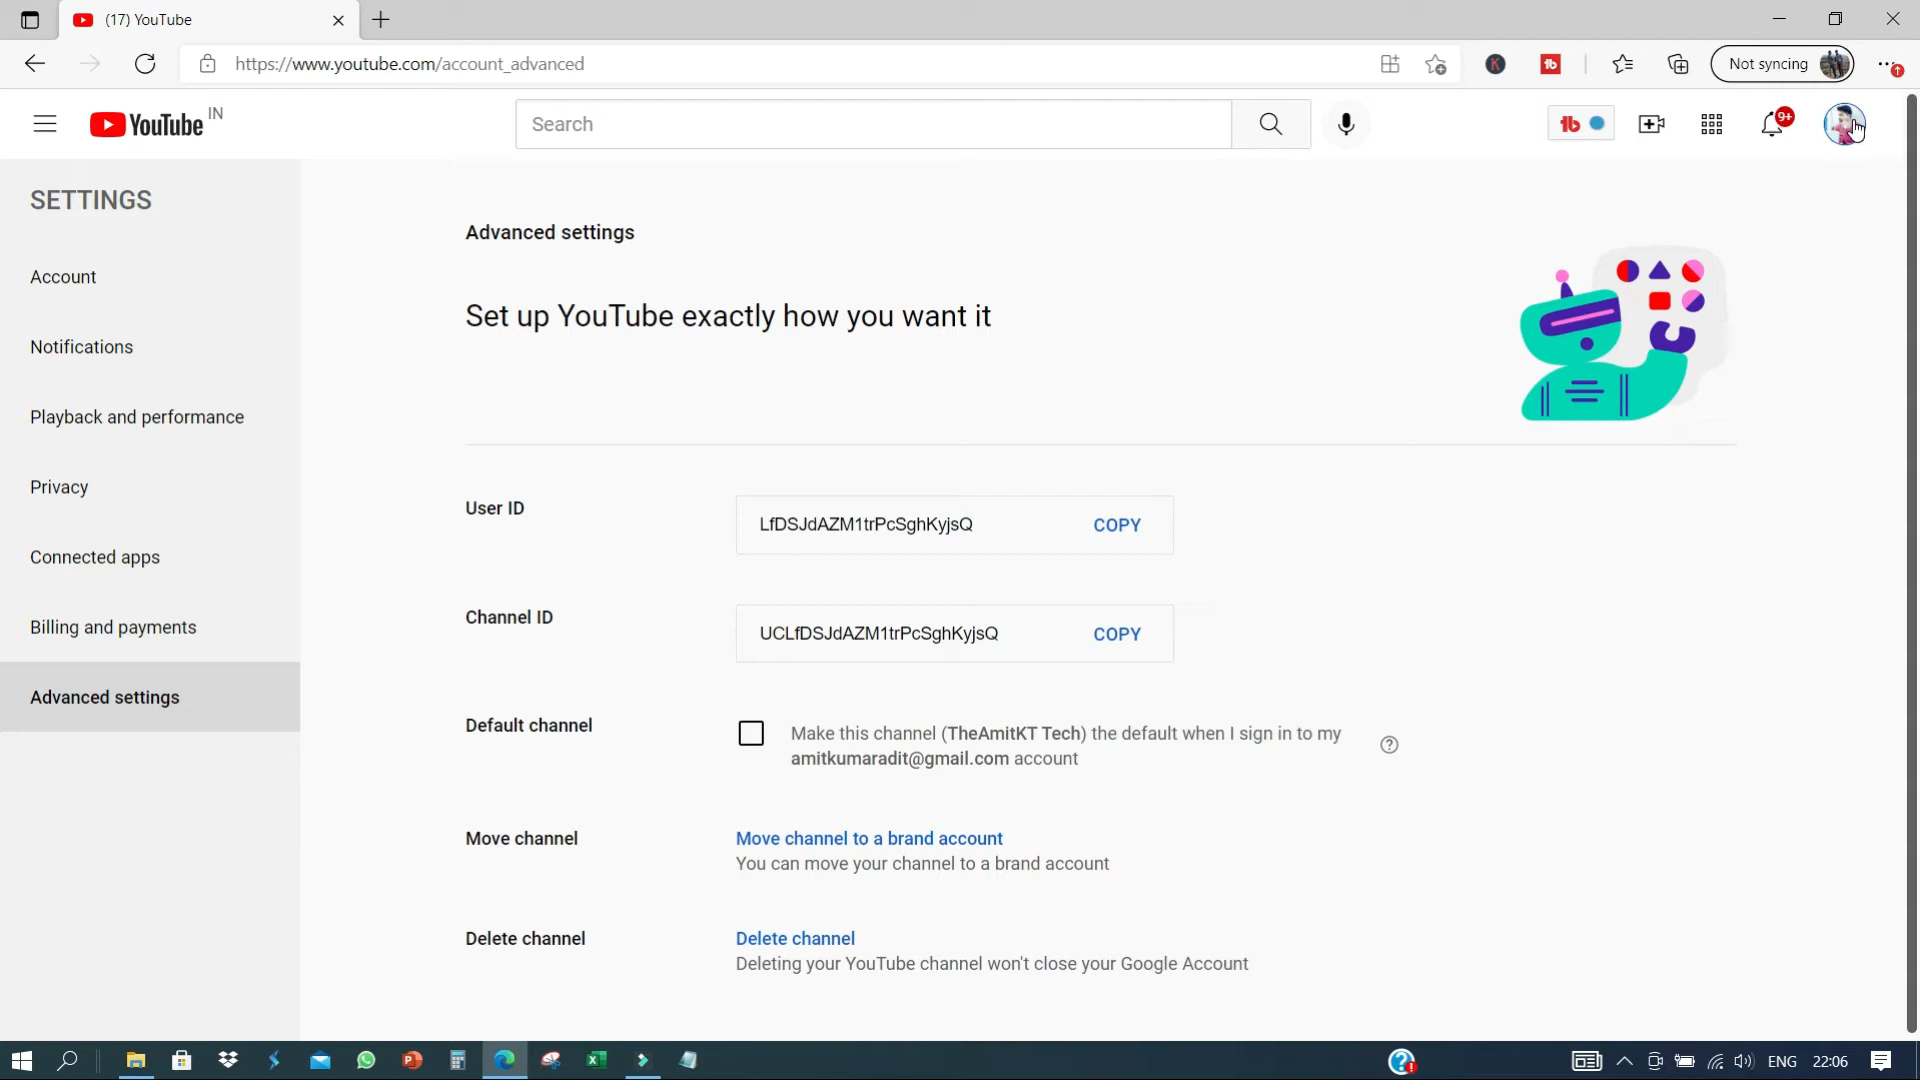 (17) YouTube
https://www.youtube.com/account_advanced
Not syncing
YouTube IN
Search
9+
SETTINGS
Account
Notifications
Playback and performance
Privacy
Connected apps
Billing and payments
Advanced settings
Advanced settings
Set up YouTube exactly how you want it
User ID
LfDSJdAZM1trPcSghKyjsQ
COPY
Channel ID
UCLfDSJdAZM1trPcSghKyjsQ
COPY
Default channel
Make this channel (TheAmitKT Tech) the default when I sign in to my
amitkumaradit@gmail.com account
Move channel
Move channel to a brand account
You can move your channel to a brand account
Delete channel
Delete channel
Deleting your YouTube channel won't close your Google Account
ENG
22:06